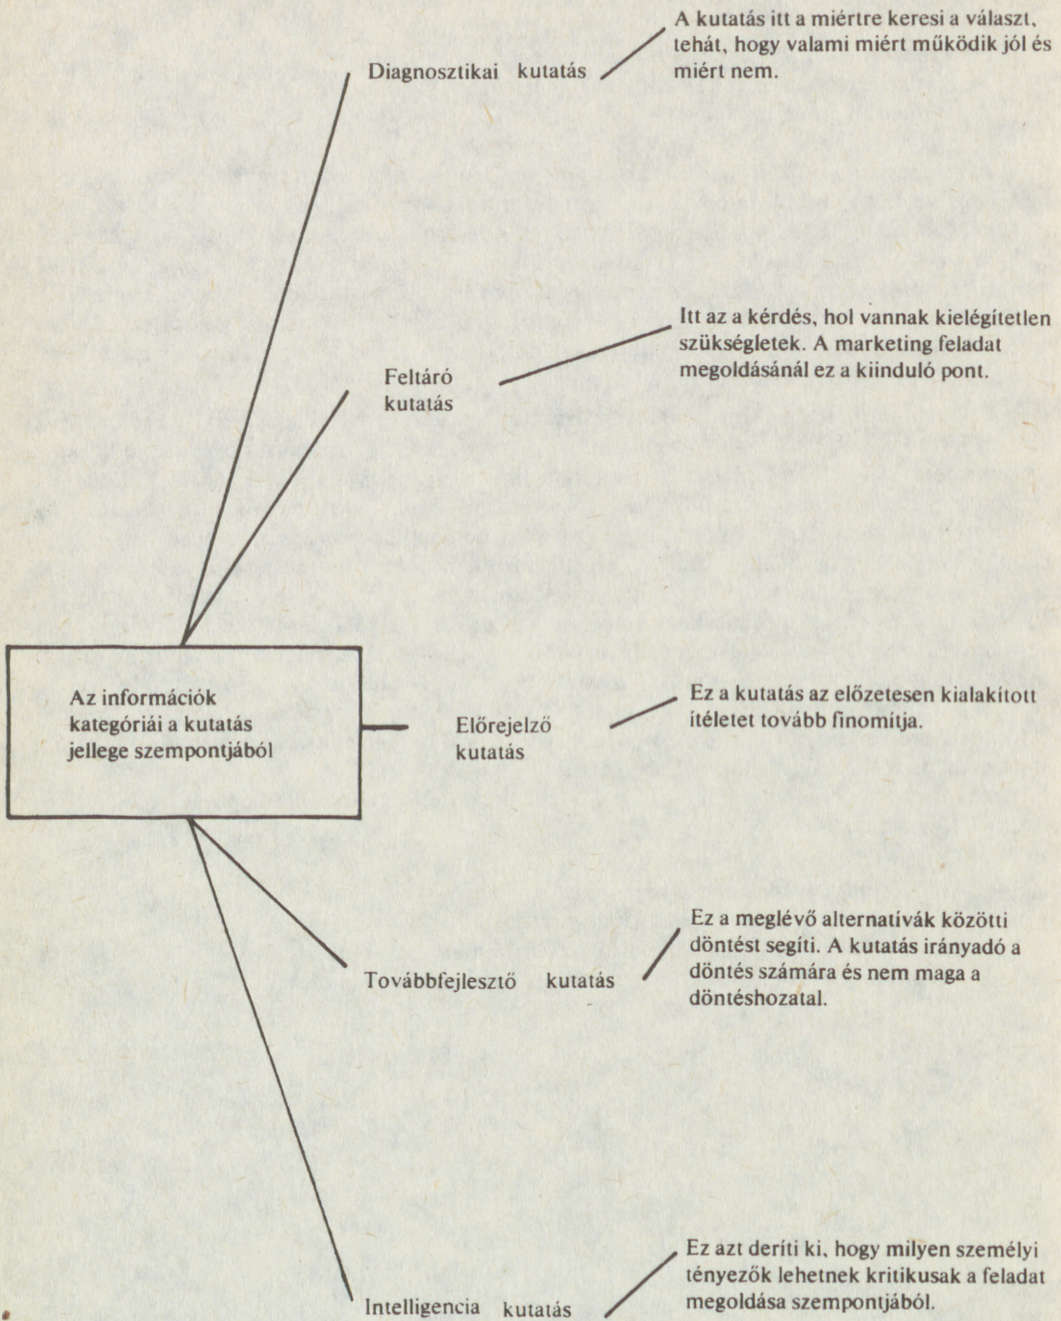 A kutatás itt a miértre keresi a választ,
tehát, hogy valami miért működik jól és
miért nem.
Diagnosztikai kutatás
Itt az a kérdés, hol vannak kielégítetlen
szükségletek. A marketing feladat
megoldásánál ez a kiinduló pont.
Feltáró
kutatás
Az információk
kategóriái a kutatás
jellege szempontjából
Előrejelző
kutatás
Ez a kutatás az előzetesen kialakított
ítéletet tovább finomítja.
Továbbfejlesztő kutatás
Ez a meglévő alternatívák közötti
döntést segíti. A kutatás irányadó a
döntés számára és nem maga a
döntéshozatal.
Intelligencia kutatás
Ez azt deríti ki, hogy milyen személyi
tényezők lehetnek kritikusak a feladat
megoldása szempontjából.